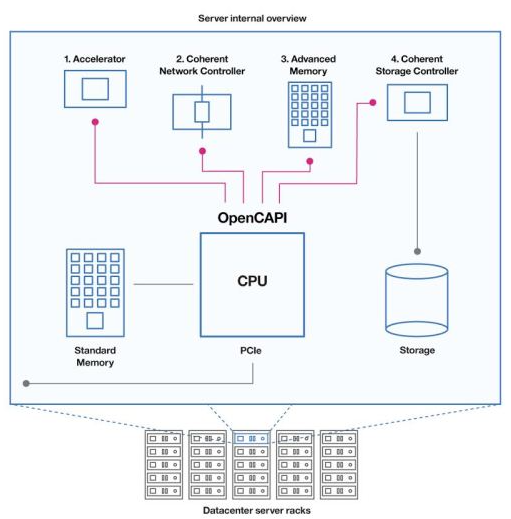 Server internal overview
1. Accelerator
2. Coherent
Network Controller
3. Advanced
Memory
4. Coherent
Storage Controller
OpenCAPI
CPU
Standard
Memory
PCIe
Storage
Datacenter server racks